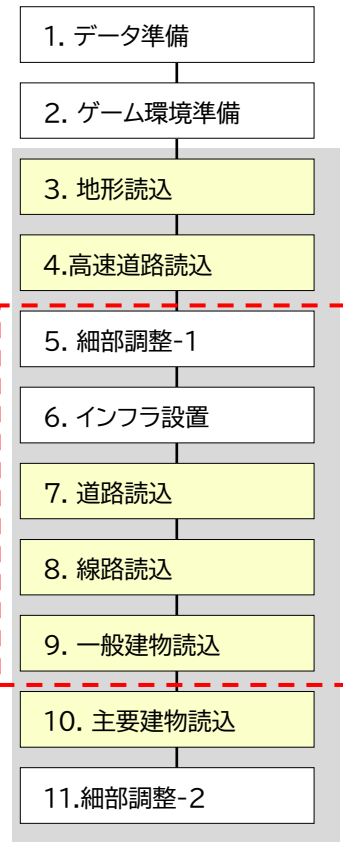 1. データ準備
2. ゲーム環境準備
3. 地形読込
4.高速道路読込
5. 細部調整-1
6. インフラ設置
7. 道路読込
8. 線路読込
9. 一般建物読込
10. 主要建物読込
11.細部調整-2